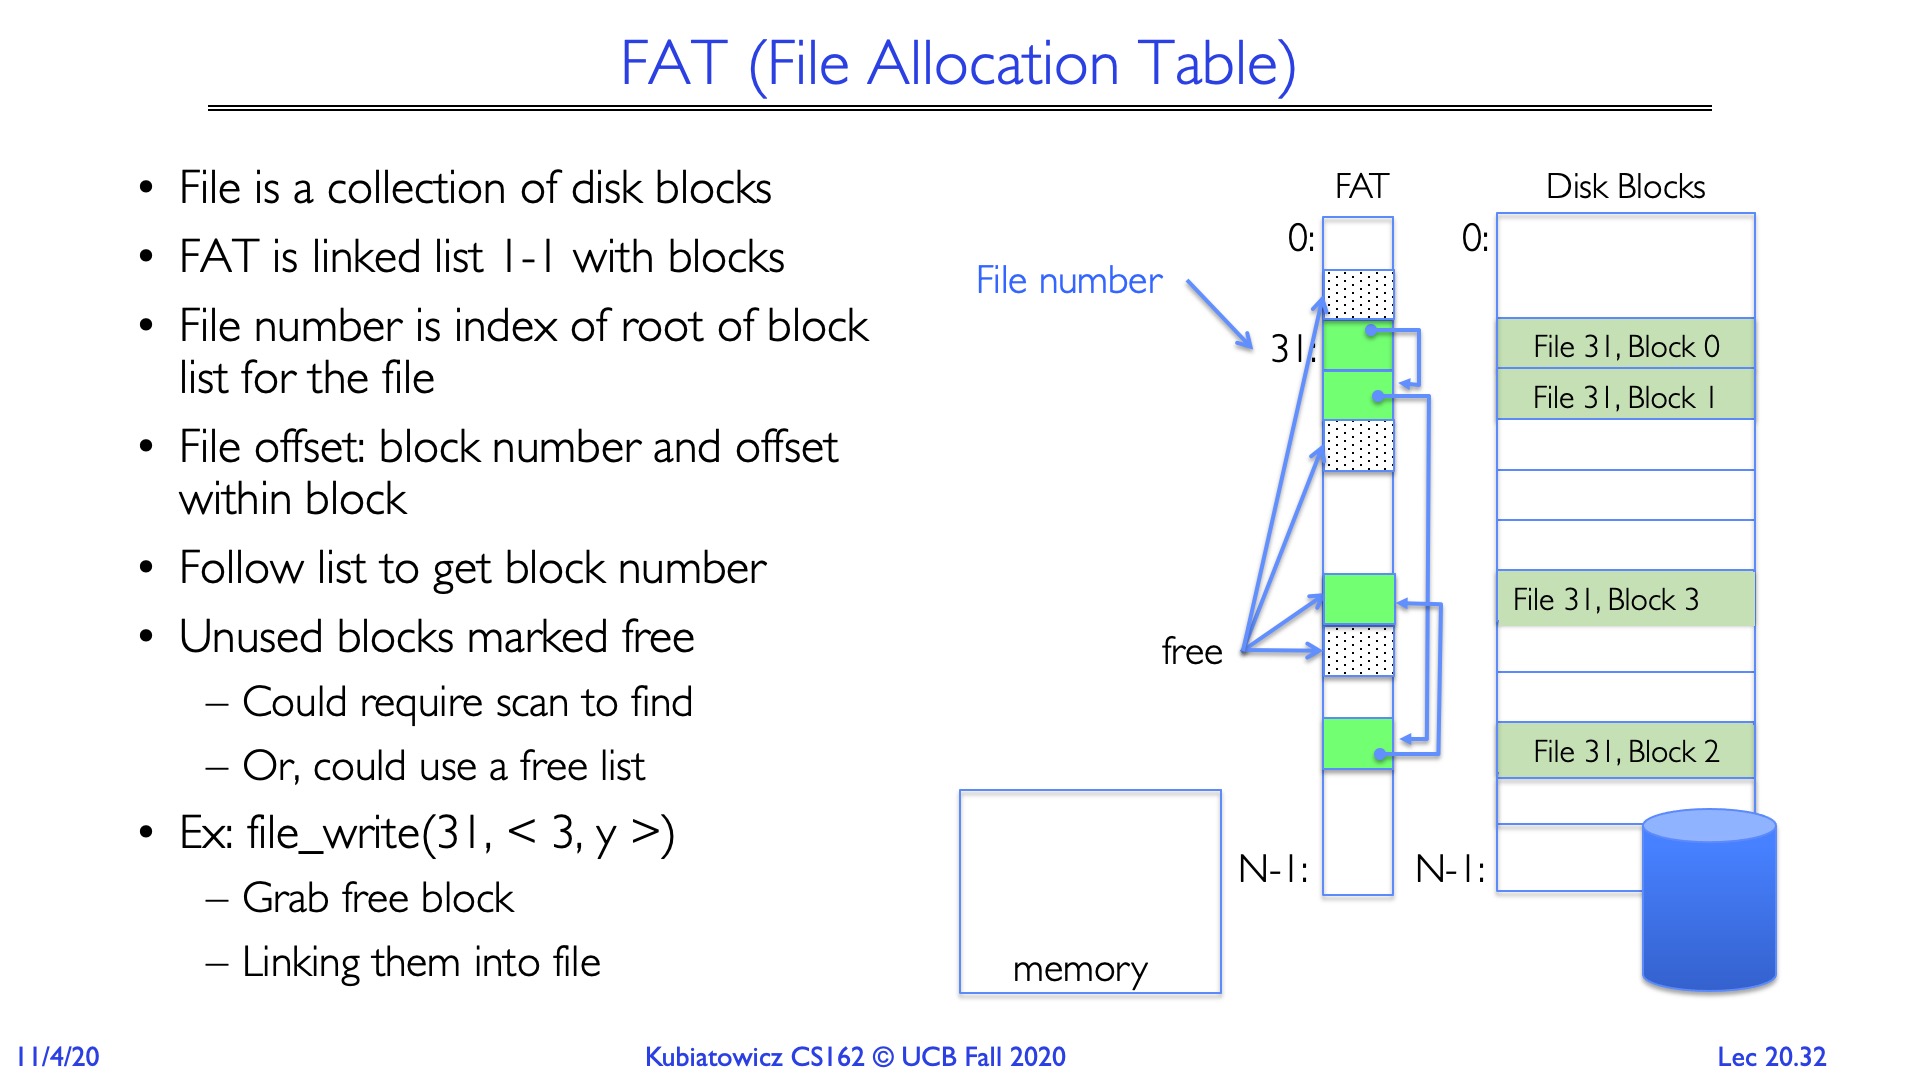 FAT (File Allocation Table)
• File is a collection of disk blocks
• FAT is linked list 1-1 with blocks
• File number is index of root of block
list for the file
• File offset: block number and offset
within block
• Follow list to get block number
• Unused blocks marked free
– Could require scan to find
– Or, could use a free list
• Ex: file_write(31, < 3, y >)
– Grab free block
– Linking them into file
FAT
Disk Blocks
0:
0:
File number
31:
File 31, Block 0
File 31, Block 1
File 31, Block 3
free
File 31, Block 2
N-1:
N-1:
memory
11/4/20
Kubiatowicz CS162 © UCB Fall 2020
Lec 20.32